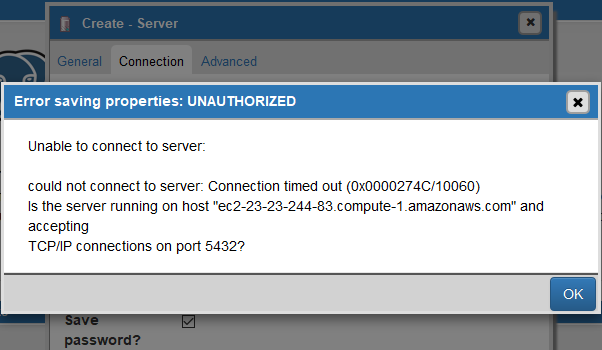 Create - Server
General Connection Advanced
Error saving properties: UNAUTHORIZED
Unable to connect to server:
could not connect to server: Connection timed out (0x0000274C/10060)
Is the server running on host "ec2-23-23-244-83.compute-1.amazonaws.com" and
accepting
TCP/IP connections on port 5432?
OK
Save
password?